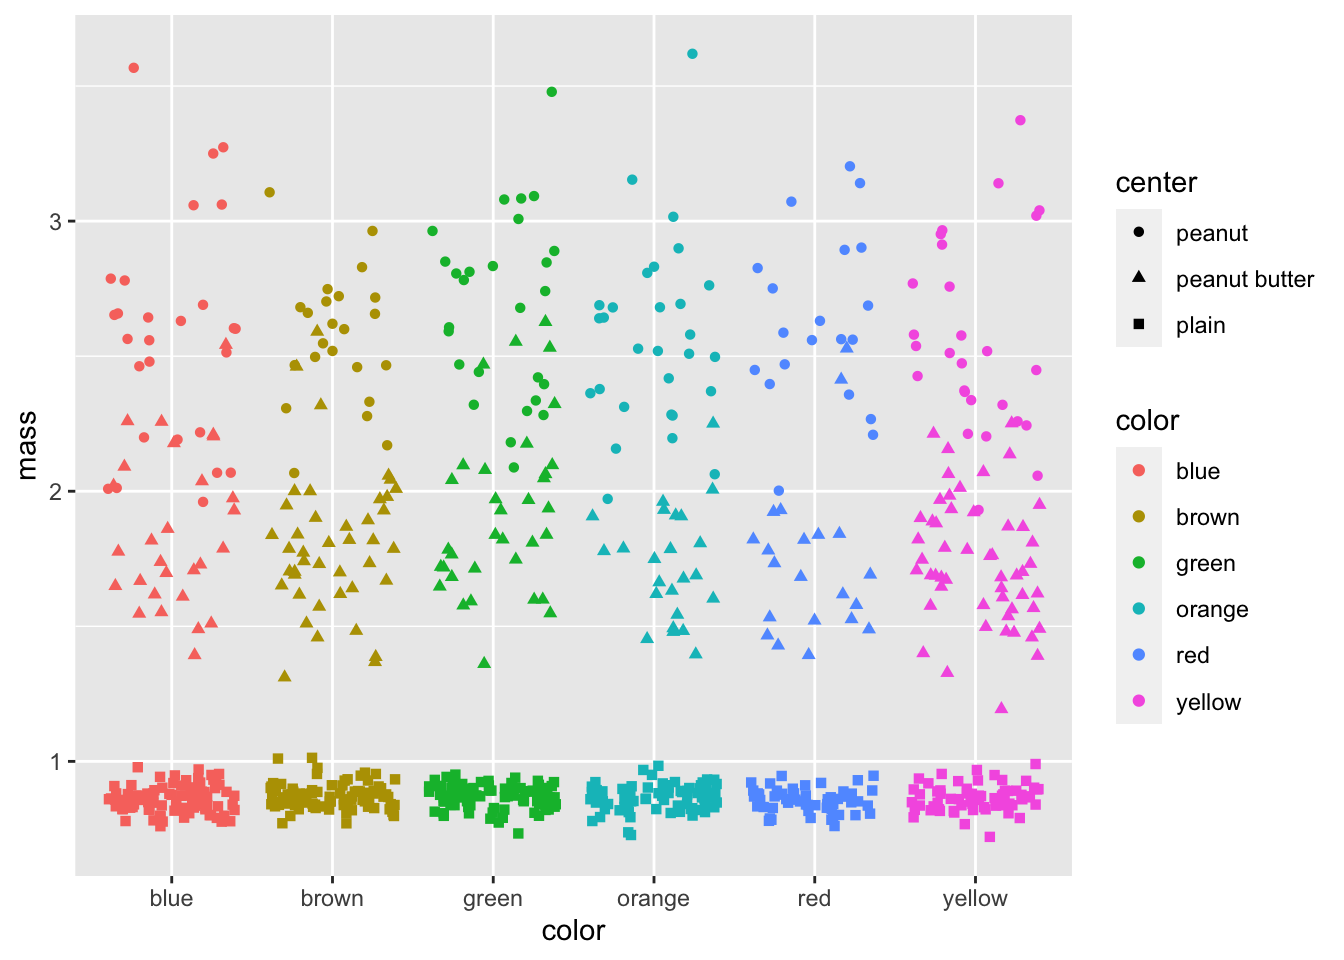 mass
3
2
1
blue brown green orange red yellow
color
center
peanut
peanut butter
plain
color
blue
brown
green
orange
red
yellow